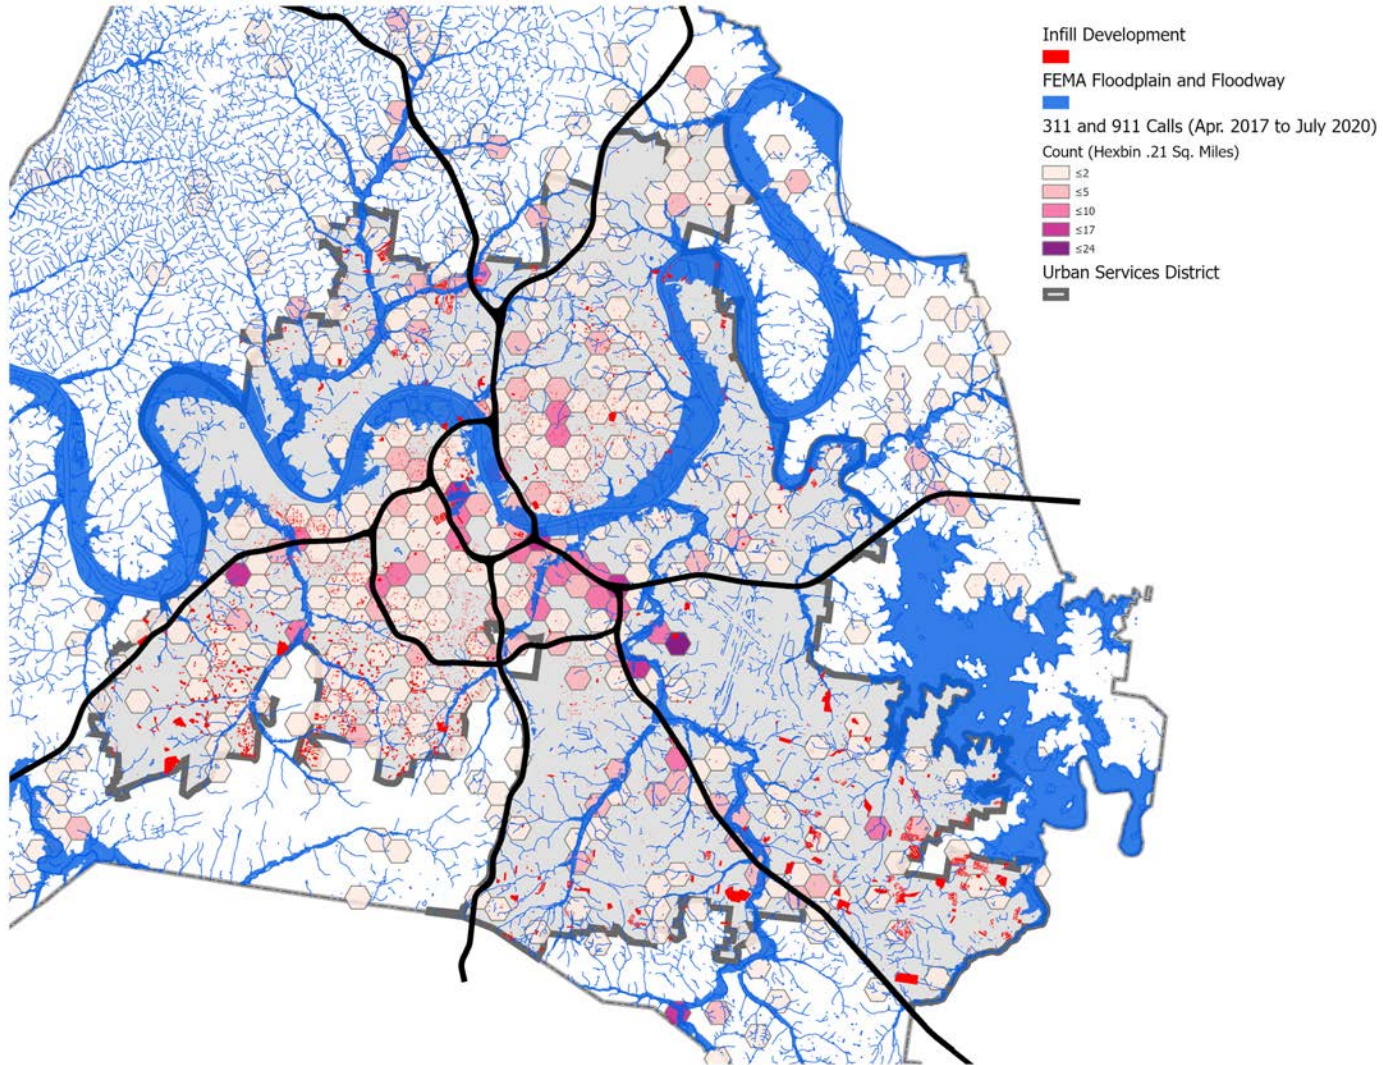 Infill Development
FEMA Floodplain and Floodway
311 and 911 Calls (Apr. 2017 to July 2020)
Count (Hexbin .21 Sq. Miles)
≤2
≤5
≤10
≤17
≤24
Urban Services District